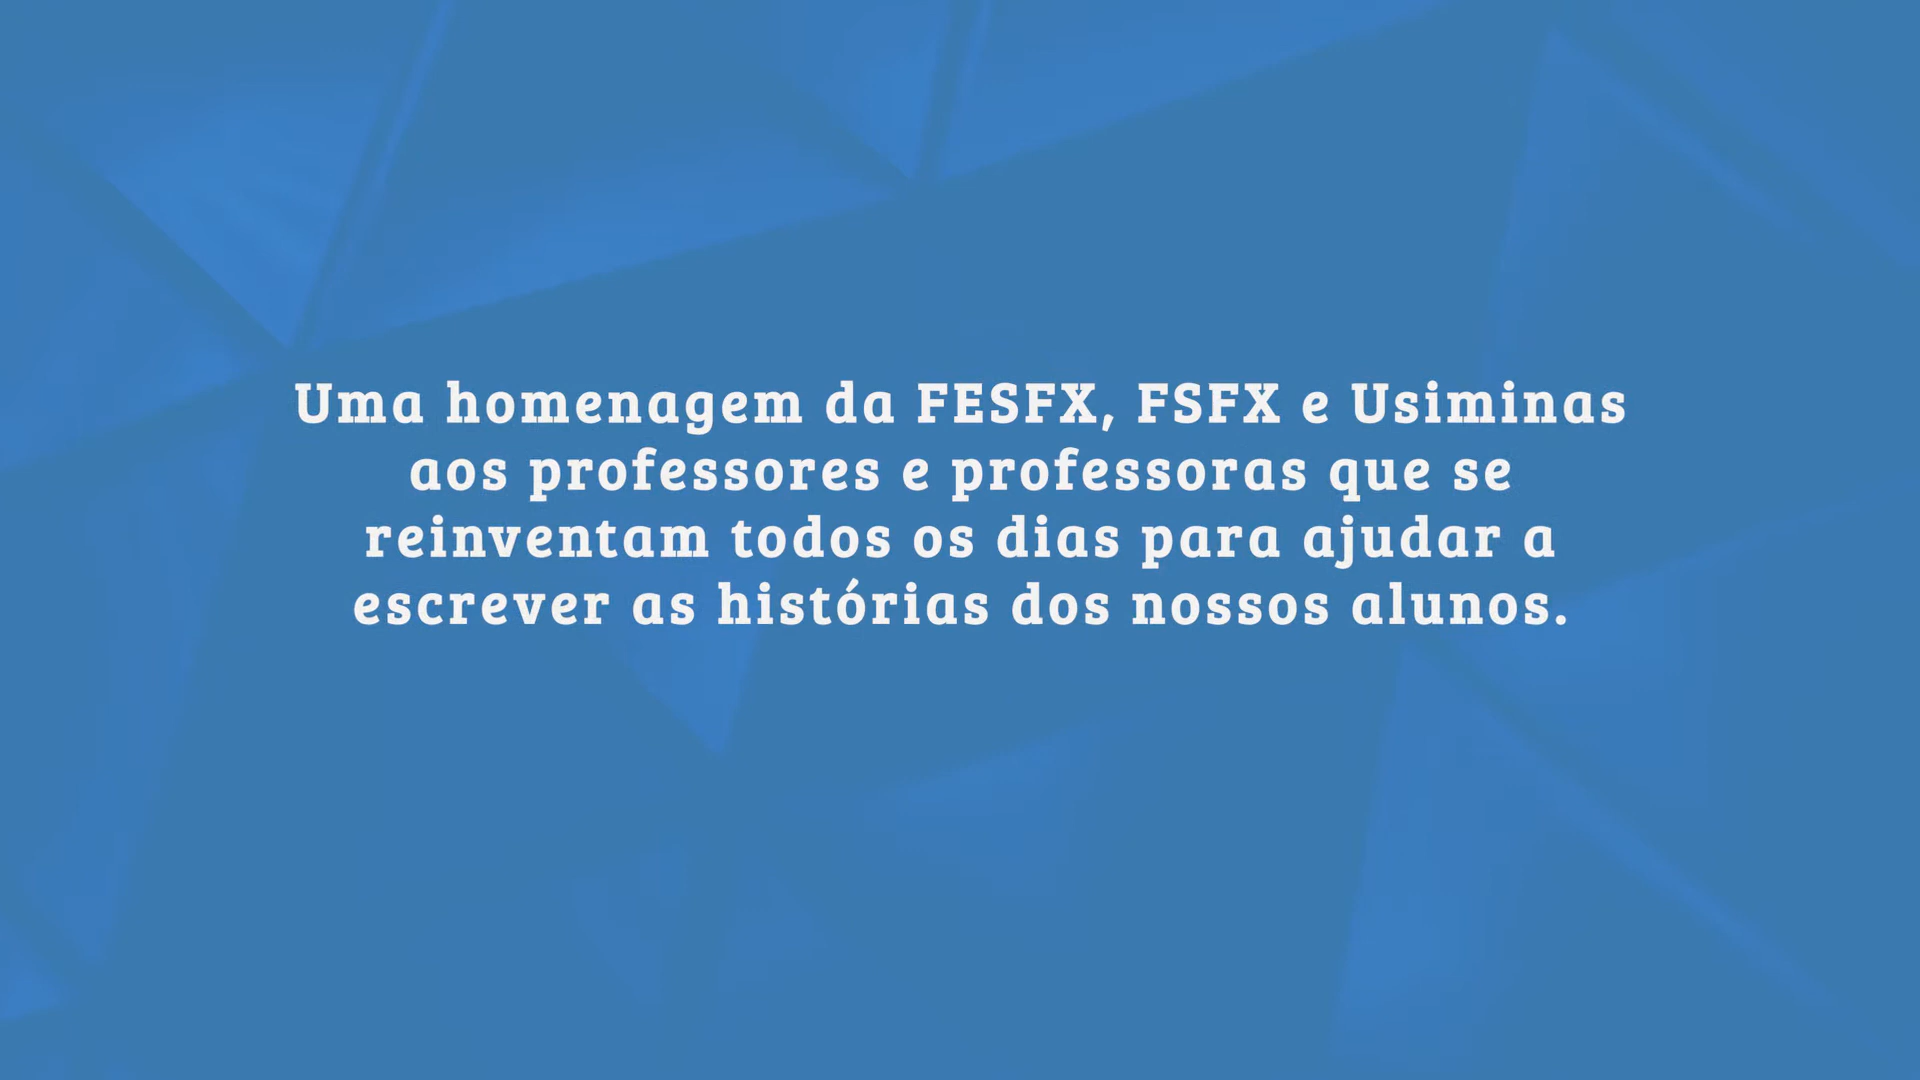 Uma homenagem da FESFX, FSFX e Usiminas
aos professores e professoras que se
reinventam todos os dias para ajudar a
escrever as histórias dos nossos alunos.